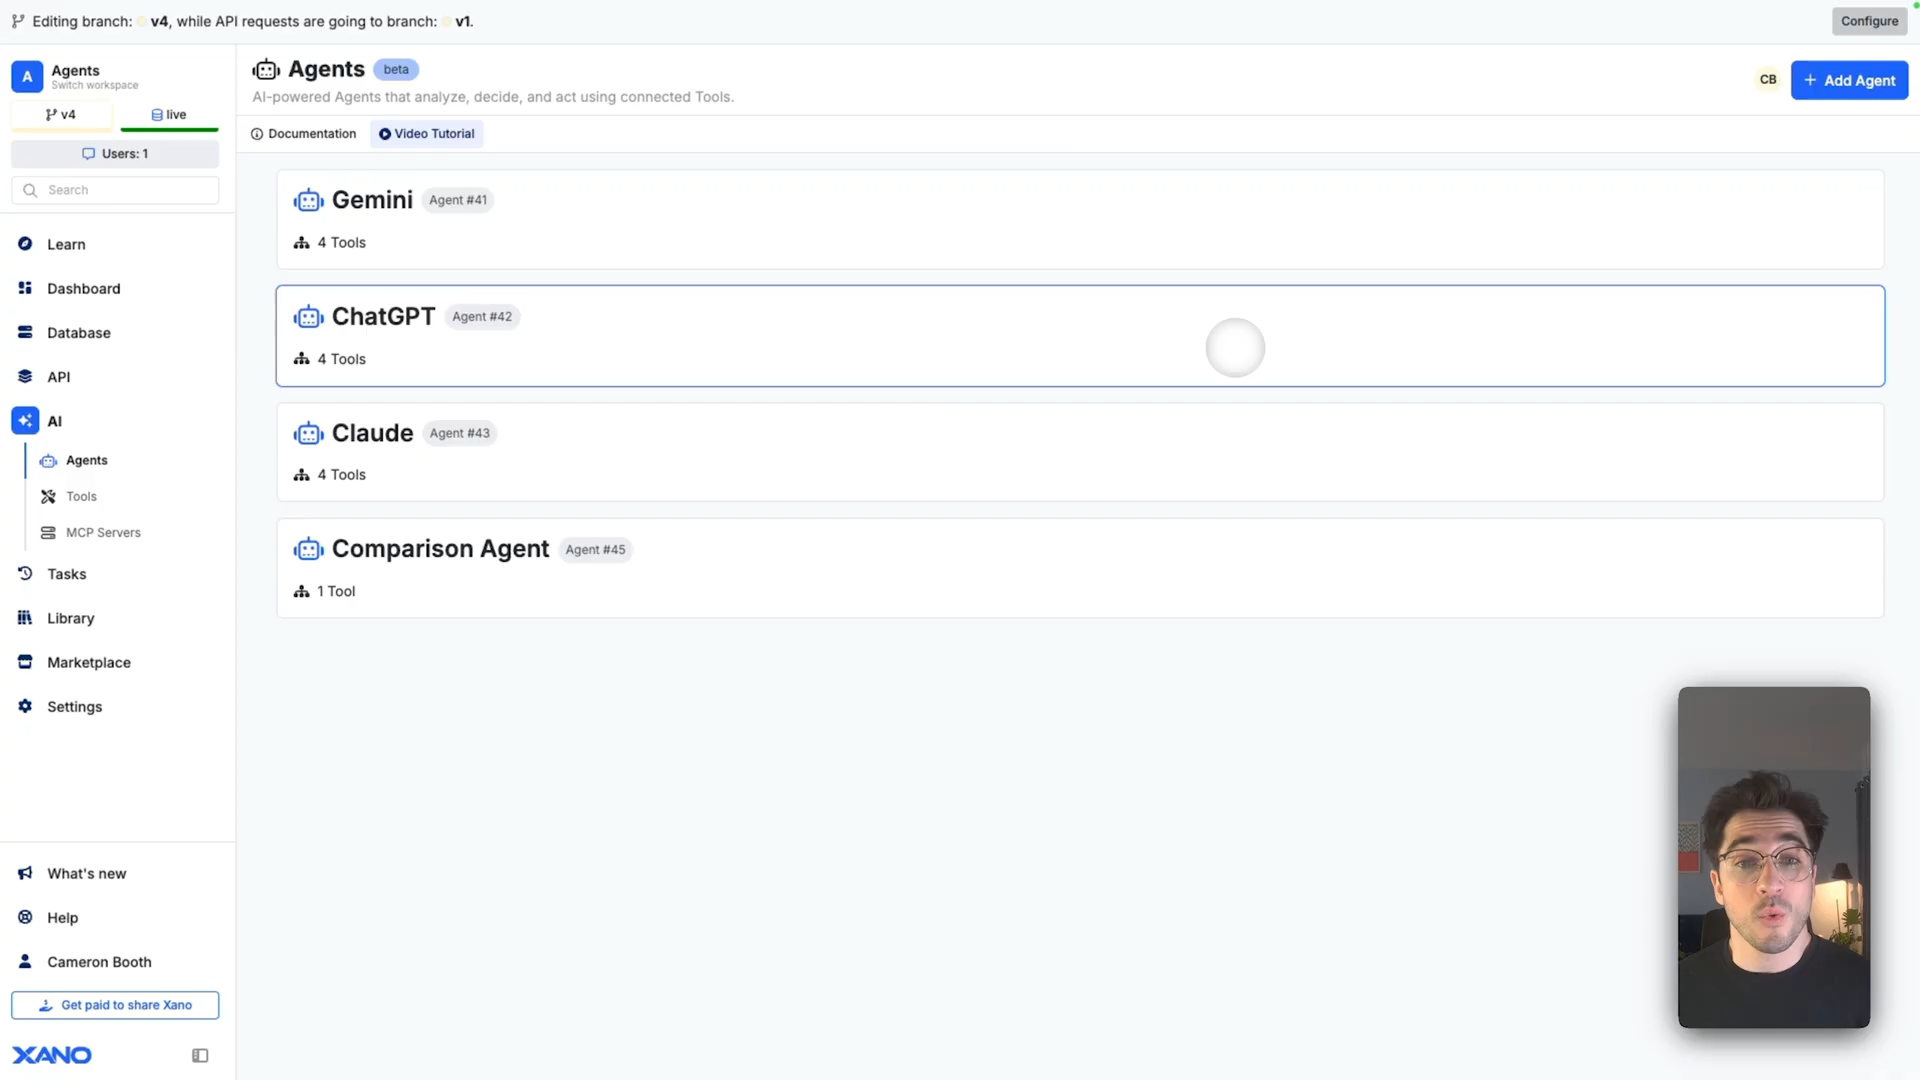 Editing branch: v4, while API requests are going to branch: v1.
Configure
A
Agents
Switch workspace
v4
live
Users: 1
Search
Learn
Dashboard
Database
API
AI
Agents
Tools
MCP Servers
Tasks
Library
Marketplace
Settings
What's new
Help
Cameron Booth
Get paid to share Xano
XANO
Agents beta
AI-powered Agents that analyze, decide, and act using connected Tools.
CB
+ Add Agent
Documentation
Video Tutorial
Gemini Agent #41
4 Tools
ChatGPT Agent #42
4 Tools
Claude Agent #43
4 Tools
Comparison Agent Agent #45
1 Tool